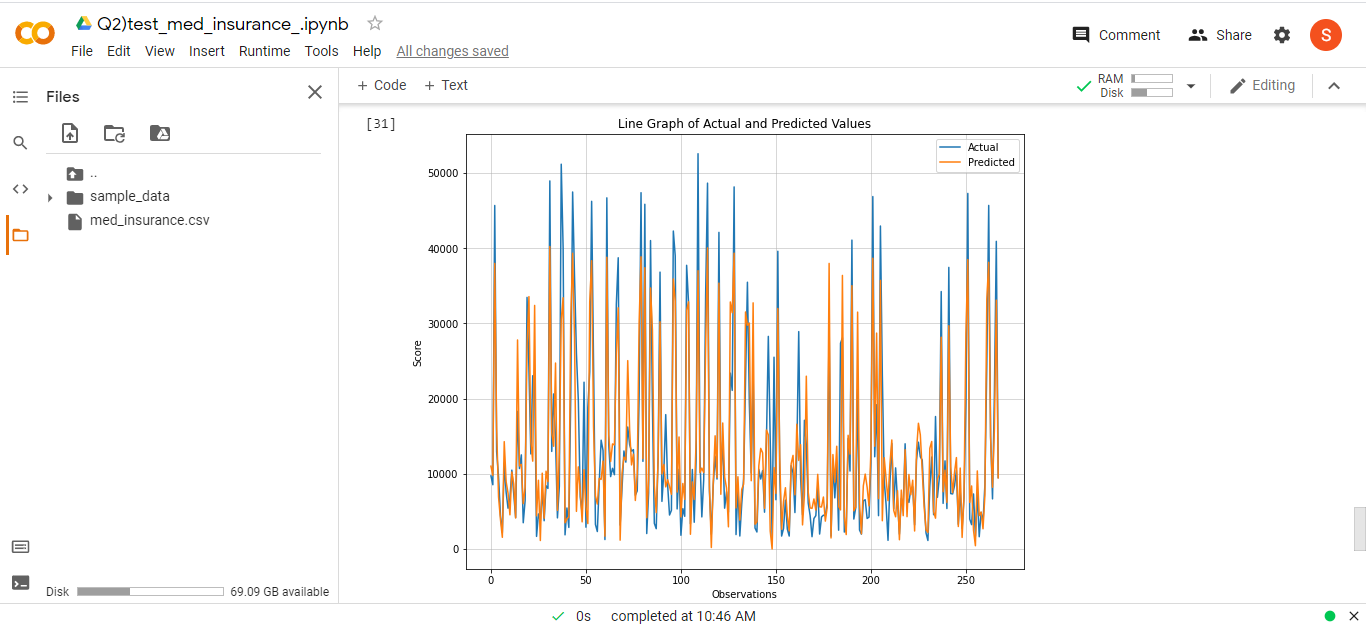 Q2)test_med_insurance_.ipynb
File Edit View Insert Runtime Tools Help All changes saved
Comment Share S
Files
+ Code + Text
RAM
Disk
Editing
..
sample_data
med_insurance.csv
Disk 69.09 GB available
[31]
Line Graph of Actual and Predicted Values
Actual
Predicted
Score
50000
40000
30000
20000
10000
0
0 50 100 150 200 250
Observations
0s completed at 10:46 AM